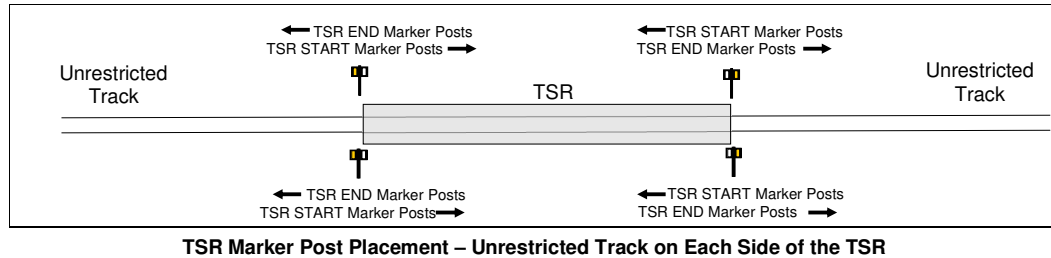 TSR END Marker Posts
TSR START Marker Posts
TSR START Marker Posts
TSR END Marker Posts
Unrestricted
Track
TSR
Unrestricted
Track
TSR END Marker Posts
TSR START Marker Posts
TSR START Marker Posts
TSR END Marker Posts
TSR Marker Post Placement – Unrestricted Track on Each Side of the TSR